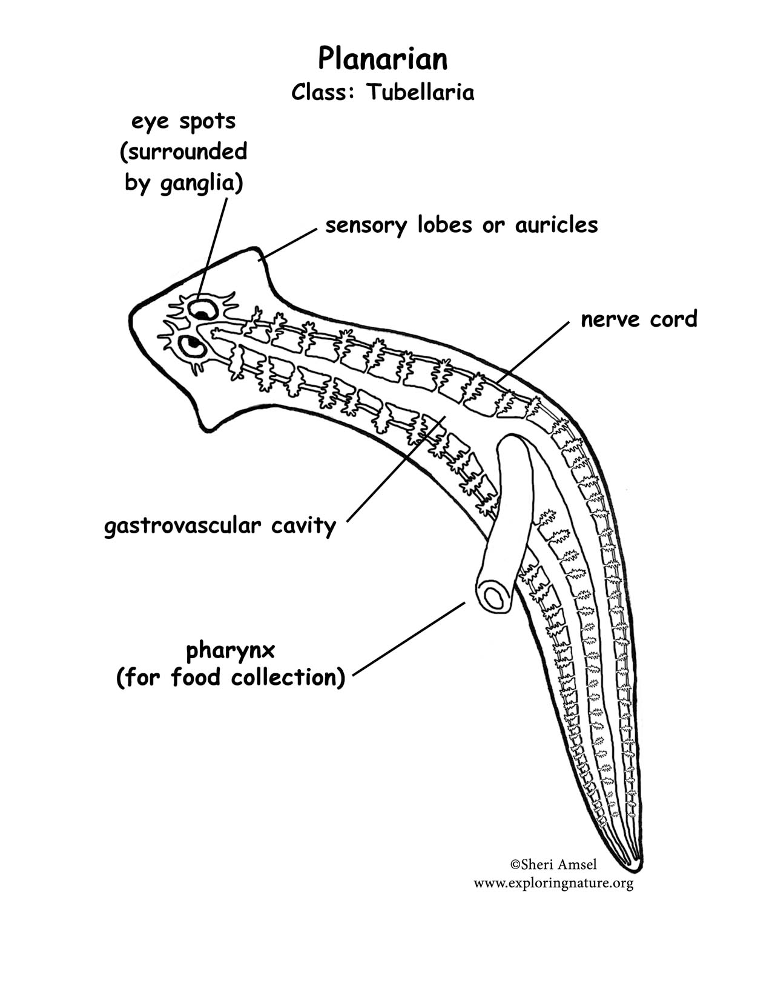 Planarian
Class: Tubellaria
eye spots
(surrounded
by ganglia)
sensory lobes or auricles
nerve cord
gastrovascular cavity
pharynx
(for food collection)
©Sheri Amsel
www.exploringnature.org